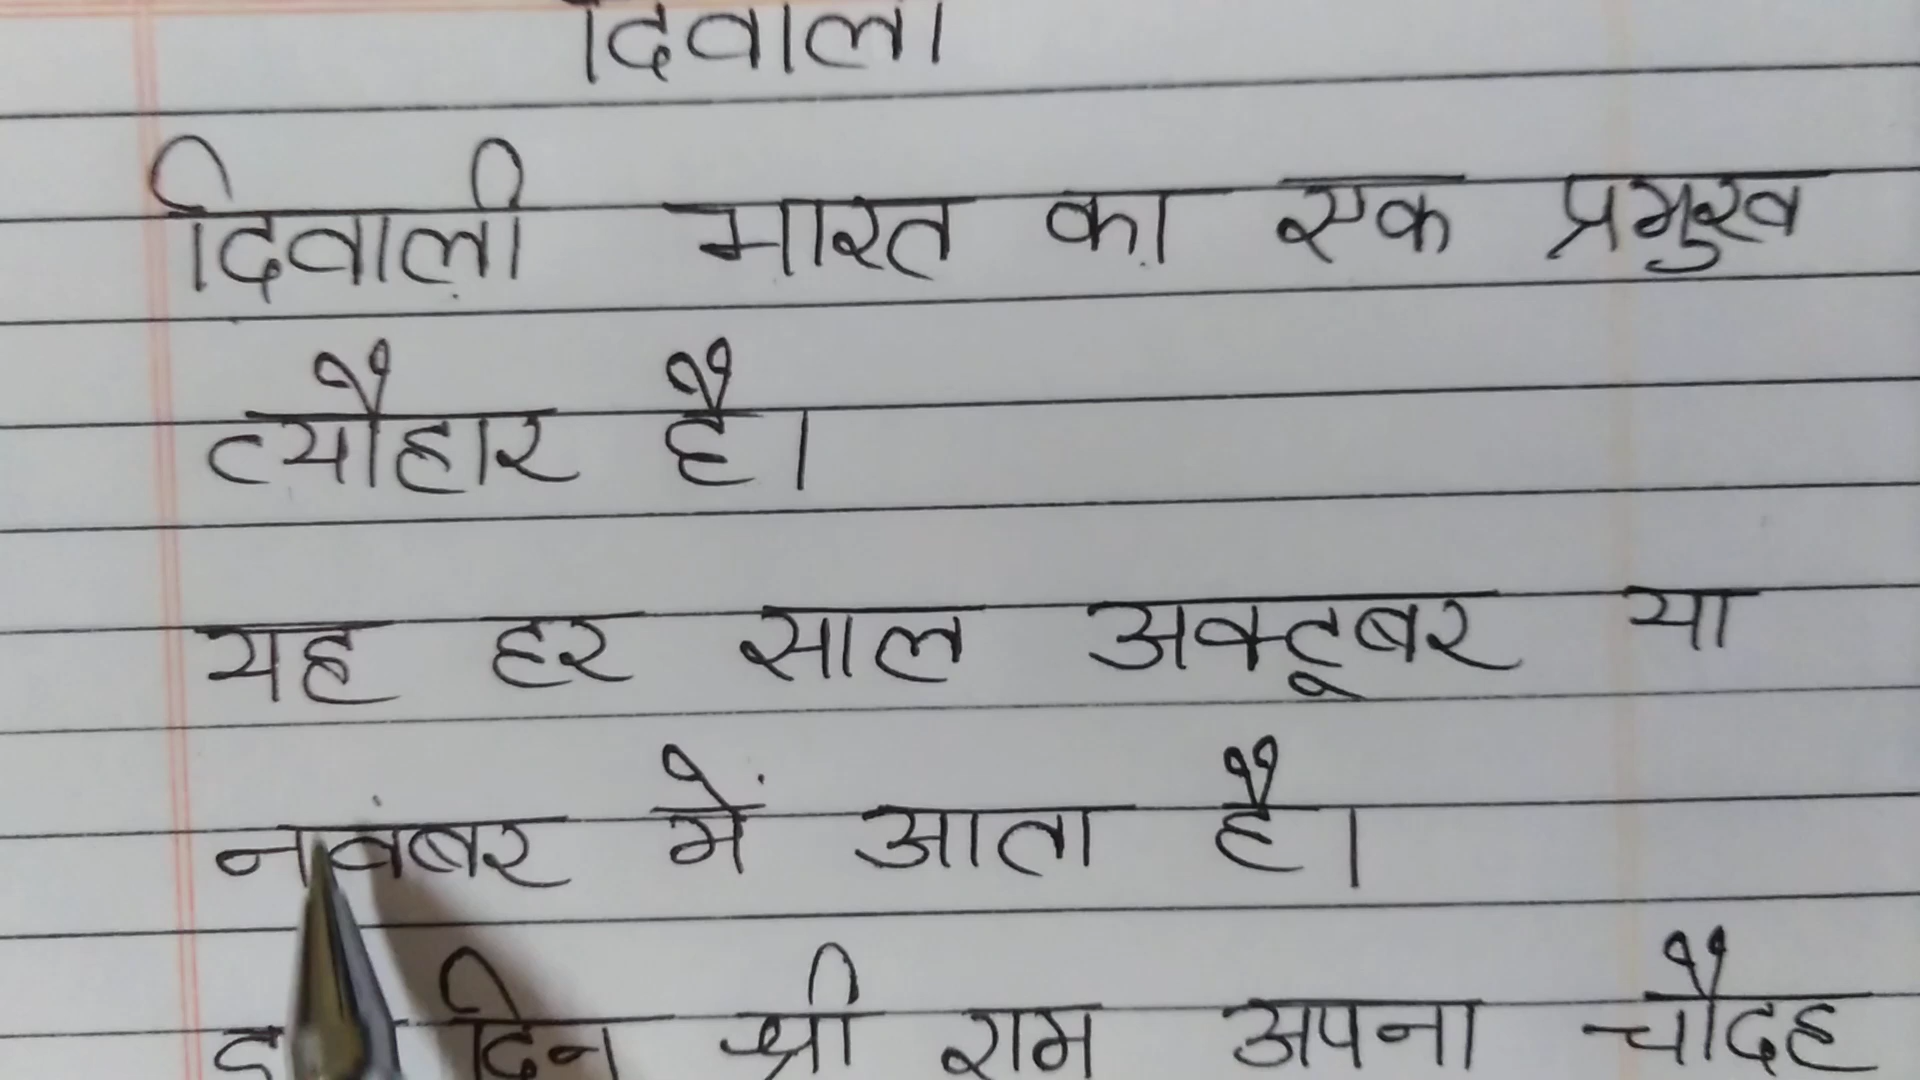 दिवाली
दिवाली भारत का एक प्रमुख
त्यौहार है।
यह हर साल अक्टूबर या
नवंबर में आता है।
दिन श्री राम अपना चौदह